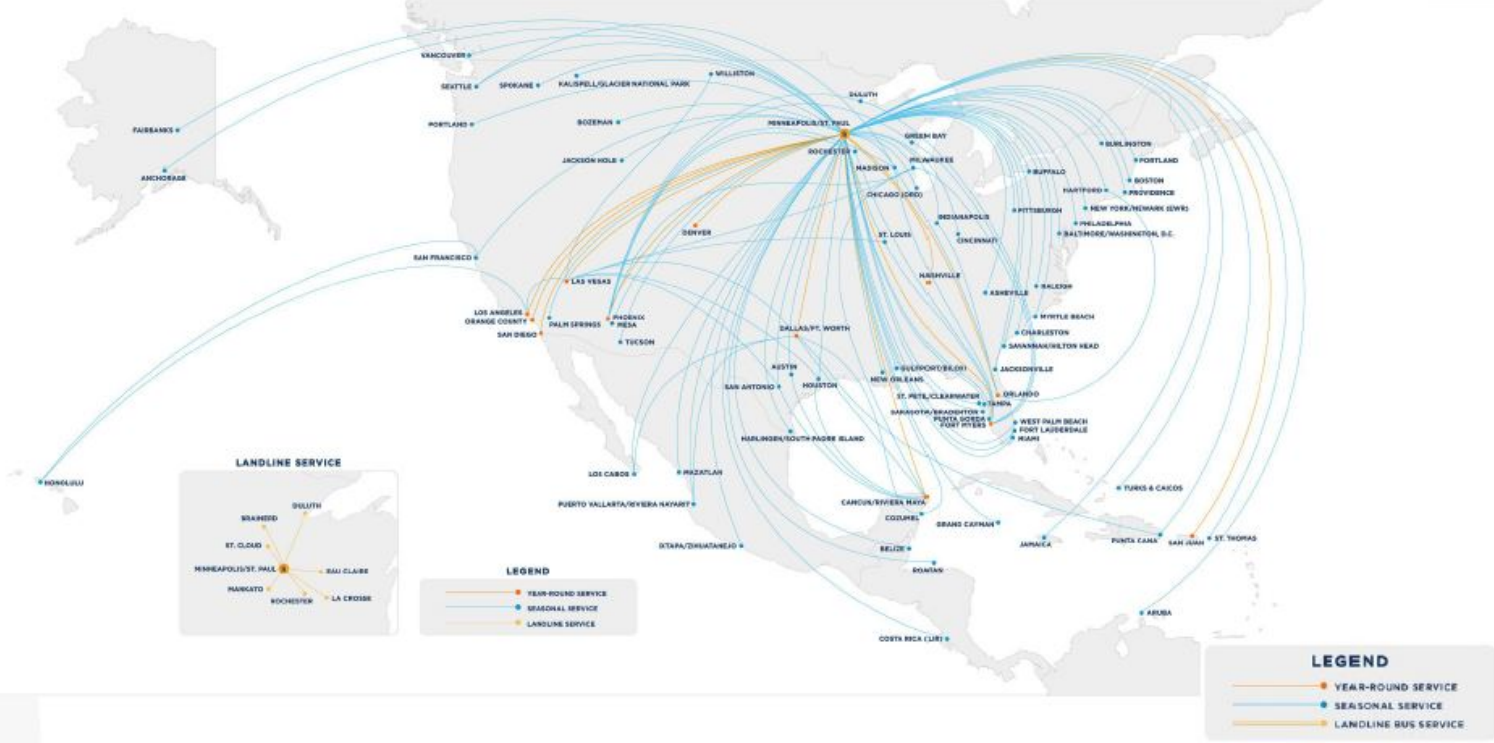 VANCOUVER
SEATTLE
SPOKANE
KALISPELL/GLACIER NATIONAL PARK
WILLISTON
DULUTH
PORTLAND
BOZEMAN
MINNEAPOLIS/ST. PAUL
GREEN BAY
FAIRBANKS
ANCHORAGE
JACKSON HOLE
ROCHESTER
MADISON
MILWAUKEE
CHICAGO (ORD)
BURLINGTON
PORTLAND
BUFFALO
BOSTON
HARTFORD
PROVIDENCE
PITTSBURGH
NEW YORK/NEWARK (EWR)
INDIANAPOLIS
PHILADELPHIA
DENVER
ST. LOUIS
CINCINNATI
BALTIMORE/WASHINGTON, D.C.
SAN FRANCISCO
LAS VEGAS
NASHVILLE
ASHEVILLE
RALEIGH
LOS ANGELES
ORANGE COUNTY
PALM SPRINGS
PHOENIX
MESA
SAN DIEGO
TUCSON
DALLAS/FT. WORTH
MYRTLE BEACH
CHARLESTON
SAVANNAH/HILTON HEAD
AUSTIN
SAN ANTONIO
HOUSTON
GULFPORT/BILOXI
NEW ORLEANS
JACKSONVILLE
ST. PETE/CLEARWATER
TAMPA
ORLANDO
SARASOTA/BRADENTON
PUNTA GORDA
FORT MYERS
WEST PALM BEACH
FORT LAUDERDALE
MIAMI
HARLINGEN/SOUTH PADRE ISLAND
HONOLULU
LOS CABOS
MAZATLAN
PUERTO VALLARTA/RIVIERA NAYARIT
IXTAPA/ZIHUATANEJO
CANCUN/RIVIERA MAYA
COZUMEL
GRAND CAYMAN
TURKS & CAICOS
BELIZE
ROATAN
JAMAICA
PUNTA CANA
SAN JUAN
ST. THOMAS
ARUBA
COSTA RICA (LIR)
LANDLINE SERVICE
DULUTH
BRAINERD
ST. CLOUD
MINNEAPOLIS/ST. PAUL
EAU CLAIRE
MANKATO
ROCHESTER
LA CROSSE
LEGEND
YEAR-ROUND SERVICE
SEASONAL SERVICE
LANDLINE SERVICE
LEGEND
YEAR-ROUND SERVICE
SEASONAL SERVICE
LANDLINE BUS SERVICE